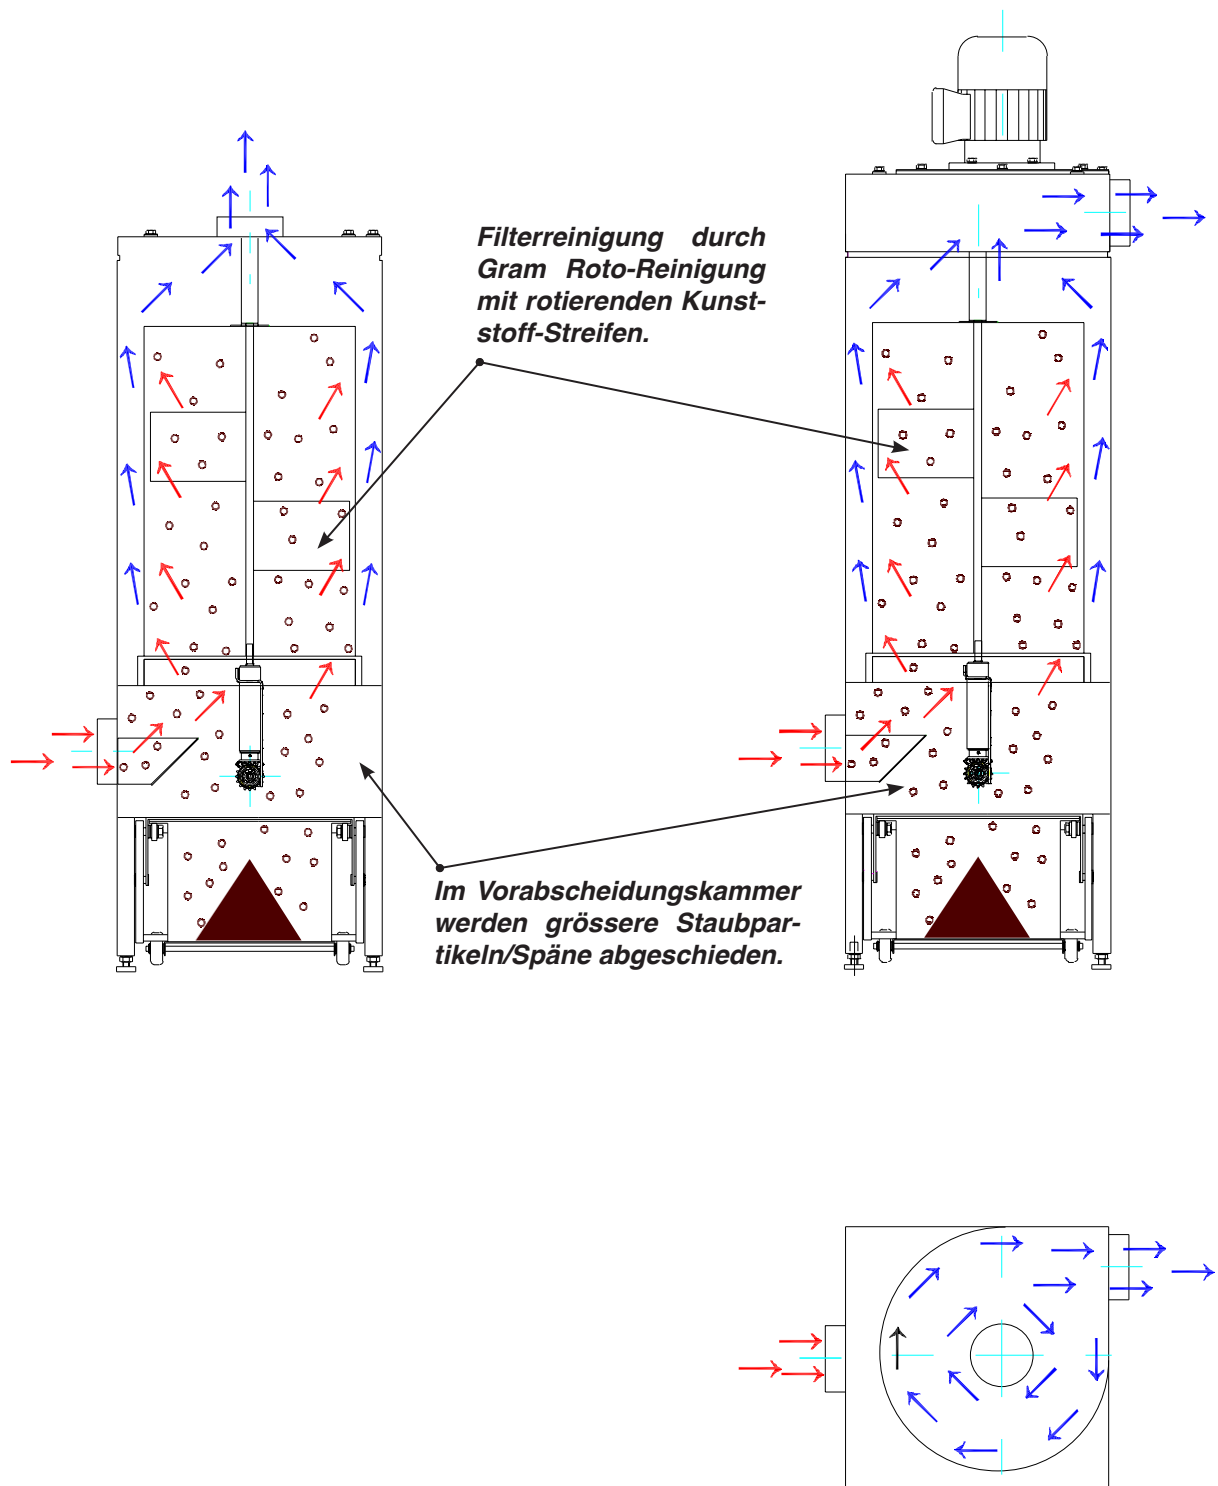 Filterreinigung durch
Gram Roto-Reinigung
mit rotierenden Kunst-
stoff-Streifen.
Im Vorabscheidungskammer
werden grössere Staubpar-
tikeln/Späne abgeschieden.